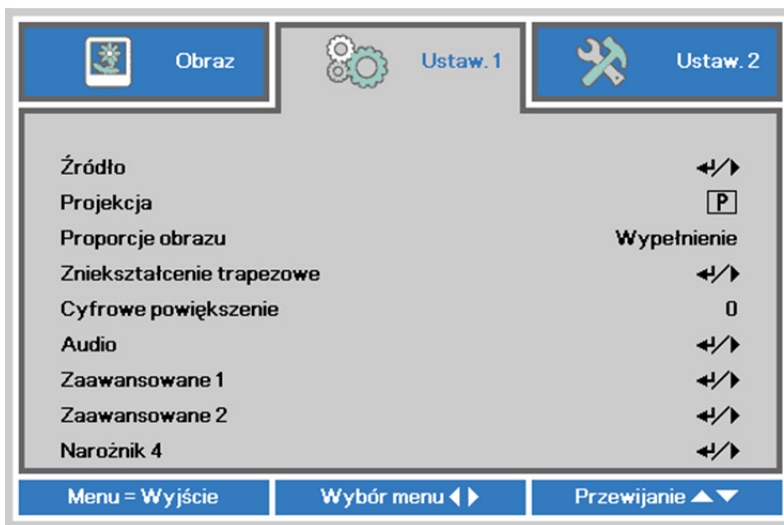 Obraz Ustaw. 1 Ustaw. 2
Źródło ↵/▶
Projekcja P
Proporcje obrazu Wypełnienie
Zniekształcenie trapezowe ↵/▶
Cyfrowe powiększenie 0
Audio ↵/▶
Zaawansowane 1 ↵/▶
Zaawansowane 2 ↵/▶
Narożnik 4 ↵/▶
Menu = Wyjście Wybór menu ◀▶ Przewijanie ▲▼